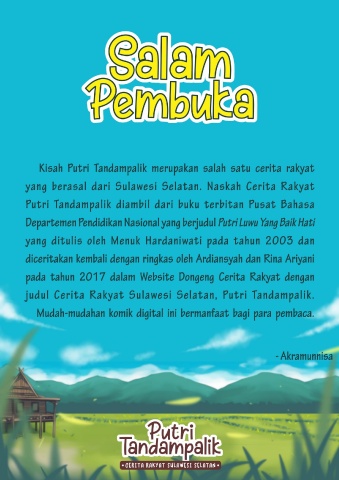 Salam
Pembuka
Kisah Putri Tandampalik merupakan salah satu cerita rakyat
yang berasal dari Sulawesi Selatan. Naskah Cerita Rakyat
Putri Tandampalik diambil dari buku terbitan Pusat Bahasa
Departemen Pendidikan Nasional yang berjudul Putri Luwu Yang Baik Hati
yang ditulis oleh Menuk Hardaniwati pada tahun 2003 dan
diceritakan kembali dengan ringkas oleh Ardiansyah dan Rina Ariyani
pada tahun 2017 dalam Website Dongeng Cerita Rakyat dengan
judul Cerita Rakyat Sulawesi Selatan, Putri Tandampalik.
Mudah-mudahan komik digital ini bermanfaat bagi para pembaca.
- Akramunnisa
Putri
Tandampalik
• CERITA RAKYAT SULAWESI SELATAN •